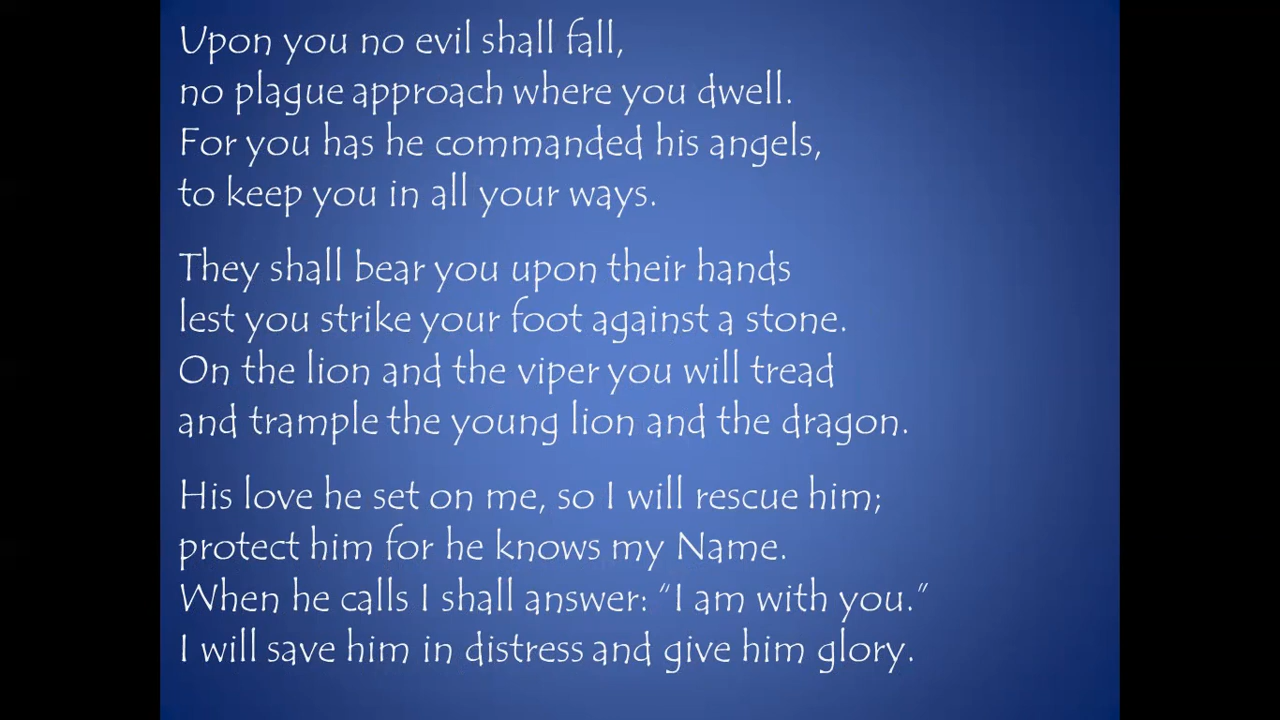 Upon you no evil shall fall,
no plague approach where you dwell.
For you has he commanded his angels,
to keep you in all your ways.
They shall bear you upon their hands
lest you strike your foot against a stone.
On the lion and the viper you will tread
and trample the young lion and the dragon.
His love he set on me, so I will rescue him;
protect him for he knows my Name.
When he calls I shall answer: “I am with you.”
I will save him in distress and give him glory.